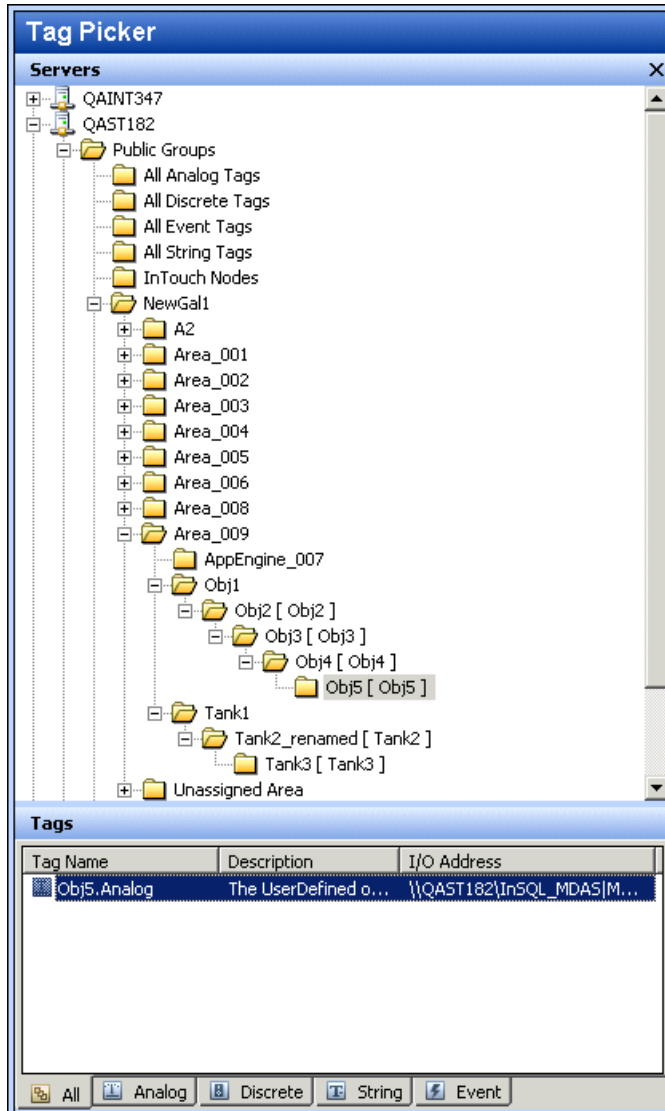 Tag Picker
Servers
QAINT347
QAST182
Public Groups
All Analog Tags
All Discrete Tags
All Event Tags
All String Tags
InTouch Nodes
NewGal1
A2
Area_001
Area_002
Area_003
Area_004
Area_005
Area_006
Area_008
Area_009
AppEngine_007
Obj1
Obj2 [ Obj2 ]
Obj3 [ Obj3 ]
Obj4 [ Obj4 ]
Obj5 [ Obj5 ]
Tank1
Tank2_renamed [ Tank2 ]
Tank3 [ Tank3 ]
Unassigned Area
Tags
Tag Name Description I/O Address
Obj5.Analog The UserDefined o... \\QAST182\InSQL_MDAS|M...
All Analog Discrete String Event